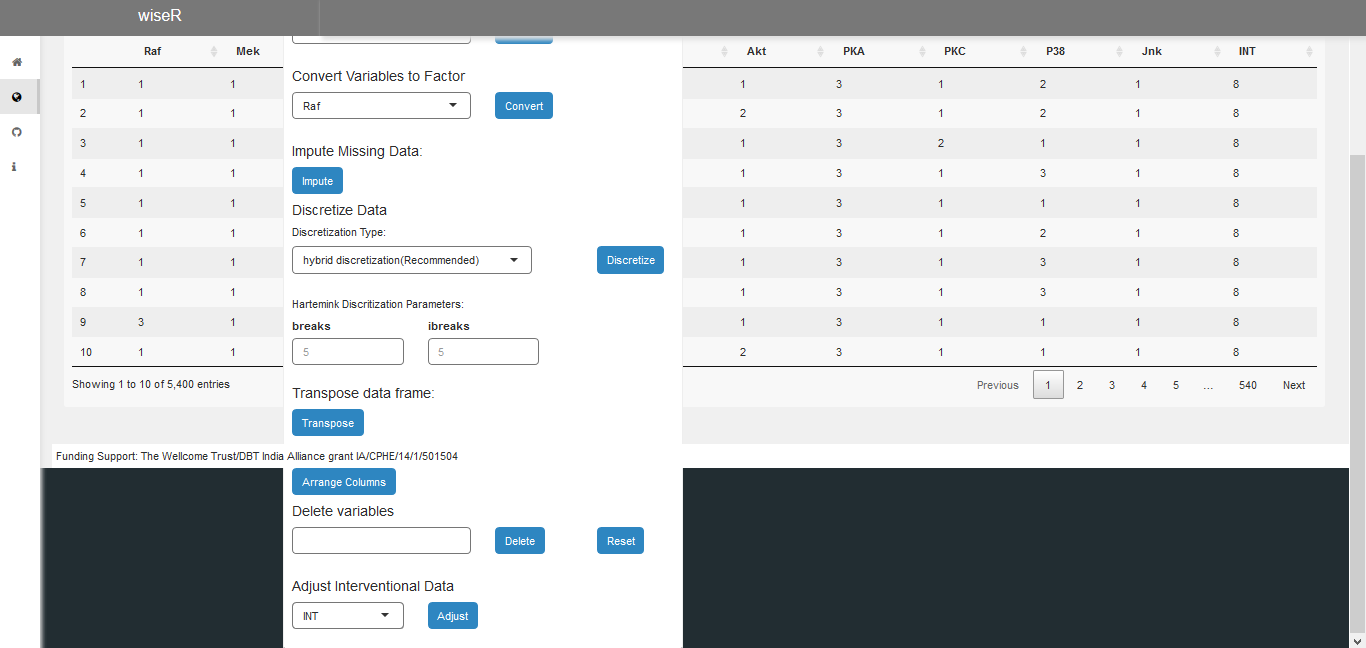 wiseR
Raf Mek Akt PKA PKC P38 Jnk INT
1 1 1 1 3 1 2 1 8
2 1 1 2 3 1 2 1 8
3 1 1 1 3 2 1 1 8
4 1 1 1 3 1 3 1 8
5 1 1 1 3 1 1 1 8
6 1 1 1 3 1 2 1 8
7 1 1 1 3 1 3 1 8
8 1 1 1 3 1 3 1 8
9 3 1 1 3 1 1 1 8
10 1 1 2 3 1 1 1 8
Showing 1 to 10 of 5,400 entries
Previous 1 2 3 4 5 … 540 Next
Convert Variables to Factor
Raf Convert
Impute Missing Data:
Impute
Discretize Data
Discretization Type:
hybrid discretization(Recommended) Discretize
Hartemink Discritization Parameters:
breaks ibreaks
5 5
Transpose data frame:
Transpose
Funding Support: The Wellcome Trust/DBT India Alliance grant IA/CPHE/14/1/501504
Arrange Columns
Delete variables
Delete Reset
Adjust Interventional Data
INT Adjust